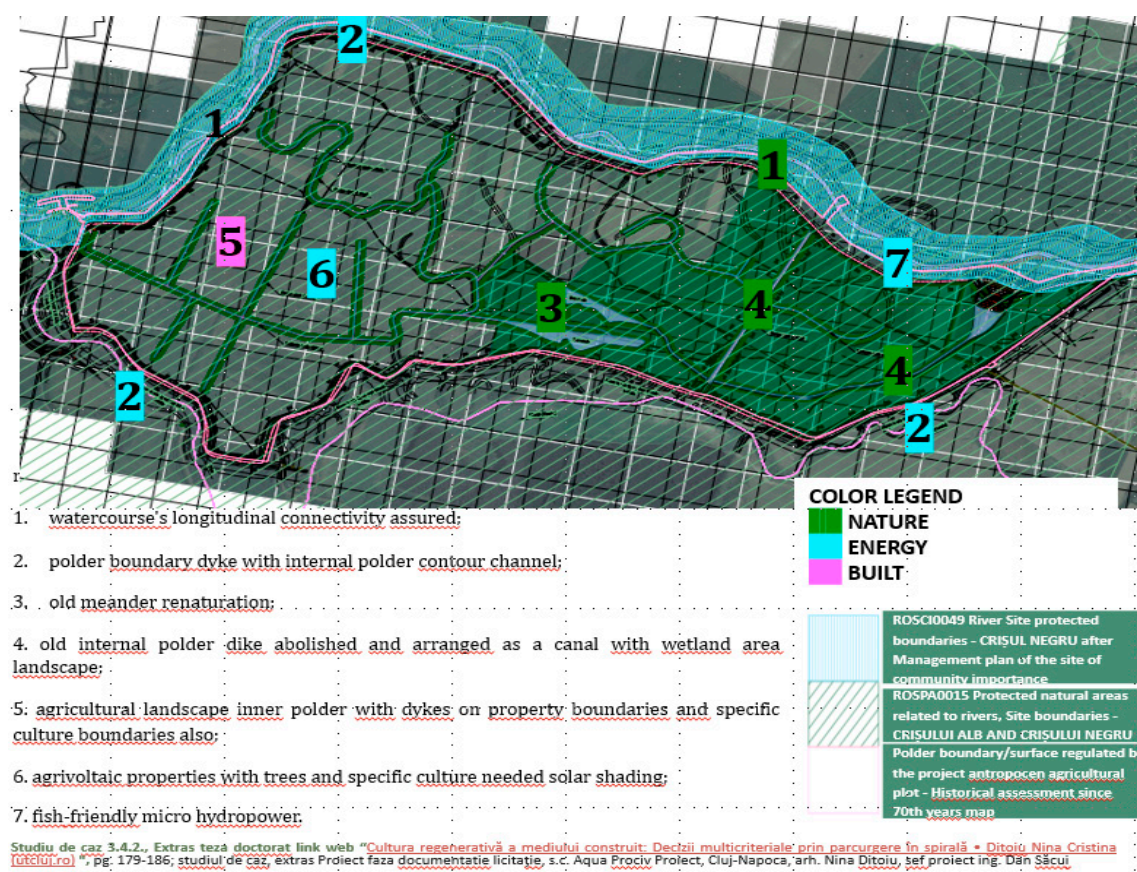 2
1
1
5
6
7
3
4
4
2
2
r
1. watercourse's longitudinal connectivity assured;
2. polder boundary dyke with internal polder contour channel;
3. old meander renaturation;
4. old internal polder dike abolished and arranged as a canal with wetland area
landscape;
5. agricultural landscape inner polder with dykes on property boundaries and specific
culture boundaries also;
6. agrivoltaic properties with trees and specific culture needed solar shading;
7. fish-friendly micro hydropower.
COLOR LEGEND
NATURE
ENERGY
BUILT
ROSCI0049 River Site protected
boundaries - CRIȘUL NEGRU after
Management plan of the site of
community importance
ROSPA0015 Protected natural areas
related to rivers, Site boundaries -
CRIȘULUI ALB AND CRIȘULUI NEGRU
Polder boundary/surface regulated b
the project antropocen agricultural
plot - Historical assessment since
70th years map
Studiu de caz 3.4.2., Extras teză doctorat link web "Cultura regenerativă a mediului construit: Decizii multicriteriale prin parcurgere în spirală • Ditoiu Nina Cristina
(utcluj.ro) ", pg. 179-186; studiul de caz, extras Proiect faza documentatie licitație, s.c. Aqua Prociv Proiect, Cluj-Napoca, arh. Nina Ditoiu, șef proiect ing. Dan Săcui